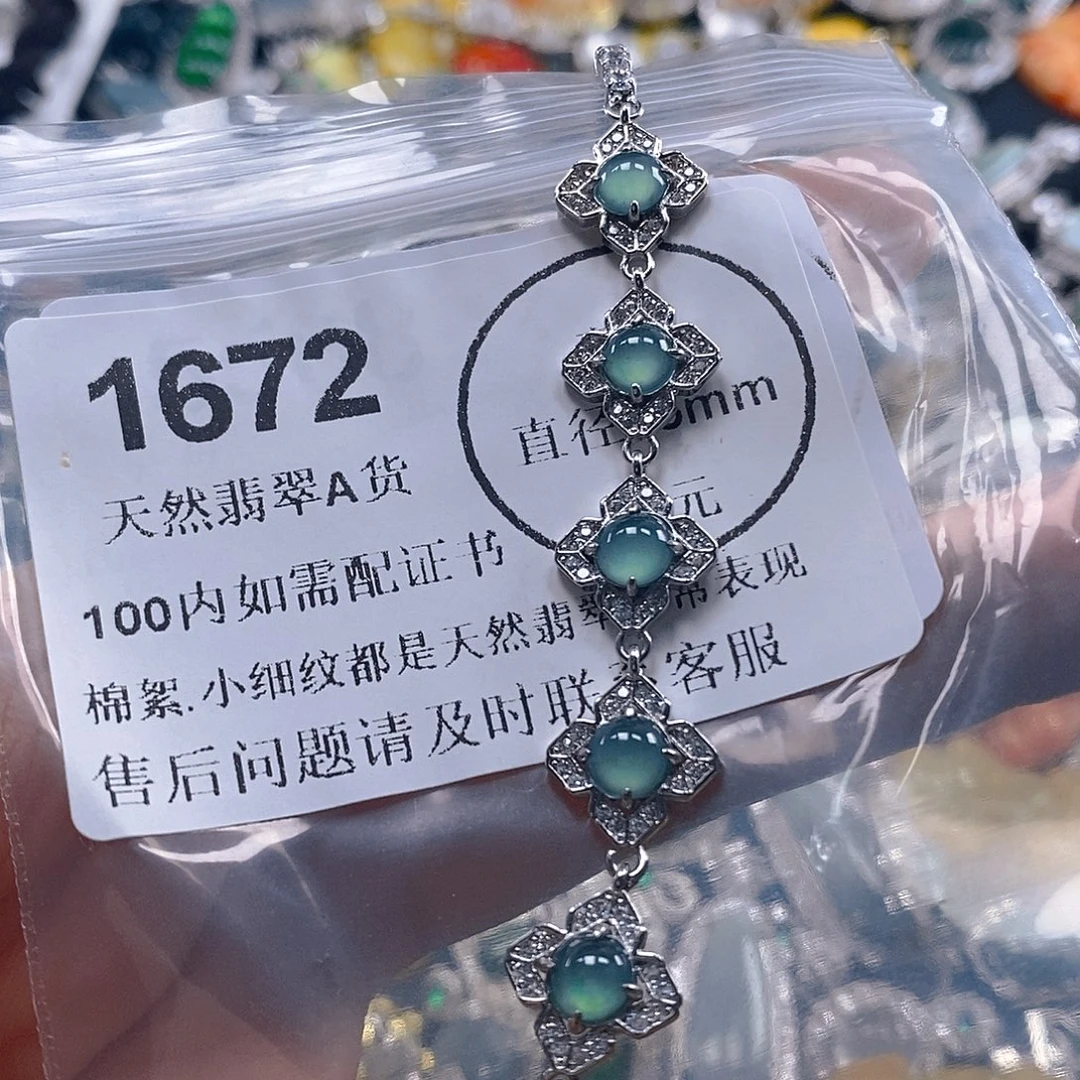 1672
天然翡翠A货
直径 mm
元
100内如需配证书
棉絮.小细纹都是天然翡翠 常表现
售后问题请及时联 客服